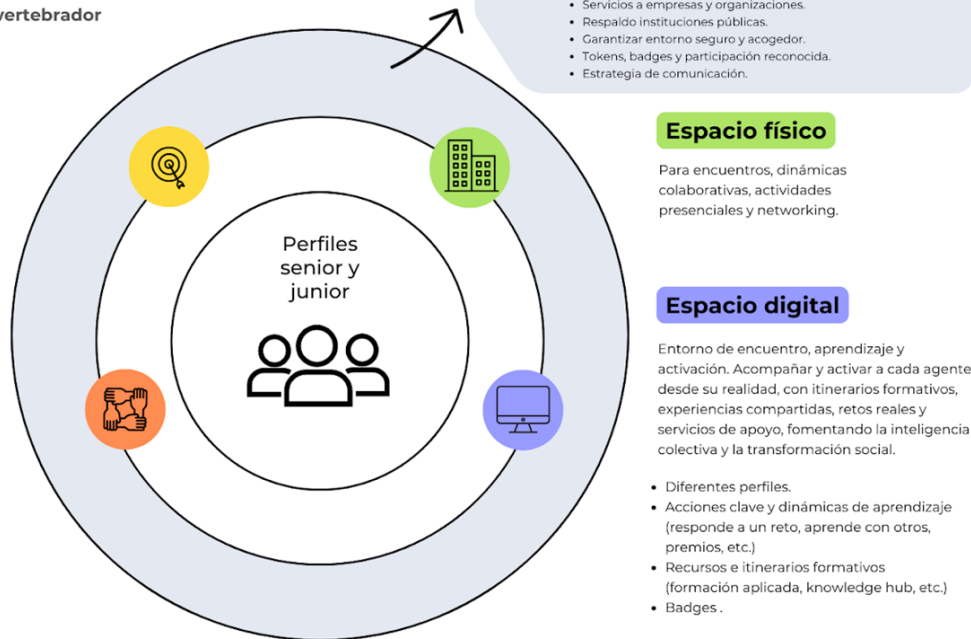 vertebrador
• Servicios a empresas y organizaciones.
• Respaldo instituciones públicas.
• Garantizar entorno seguro y acogedor.
• Tokens, badges y participación reconocida.
• Estrategia de comunicación.
Espacio físico
Para encuentros, dinámicas
colaborativas, actividades
presenciales y networking.
Perfiles
senior y
junior
Espacio digital
Entorno de encuentro, aprendizaje y
activación. Acompañar y activar a cada agente
desde su realidad, con itinerarios formativos,
experiencias compartidas, retos reales y
servicios de apoyo, fomentando la inteligencia
colectiva y la transformación social.
• Diferentes perfiles.
• Acciones clave y dinámicas de aprendizaje
(responde a un reto, aprende con otros,
premios, etc.)
• Recursos e itinerarios formativos
(formación aplicada, knowledge hub, etc.)
• Badges .